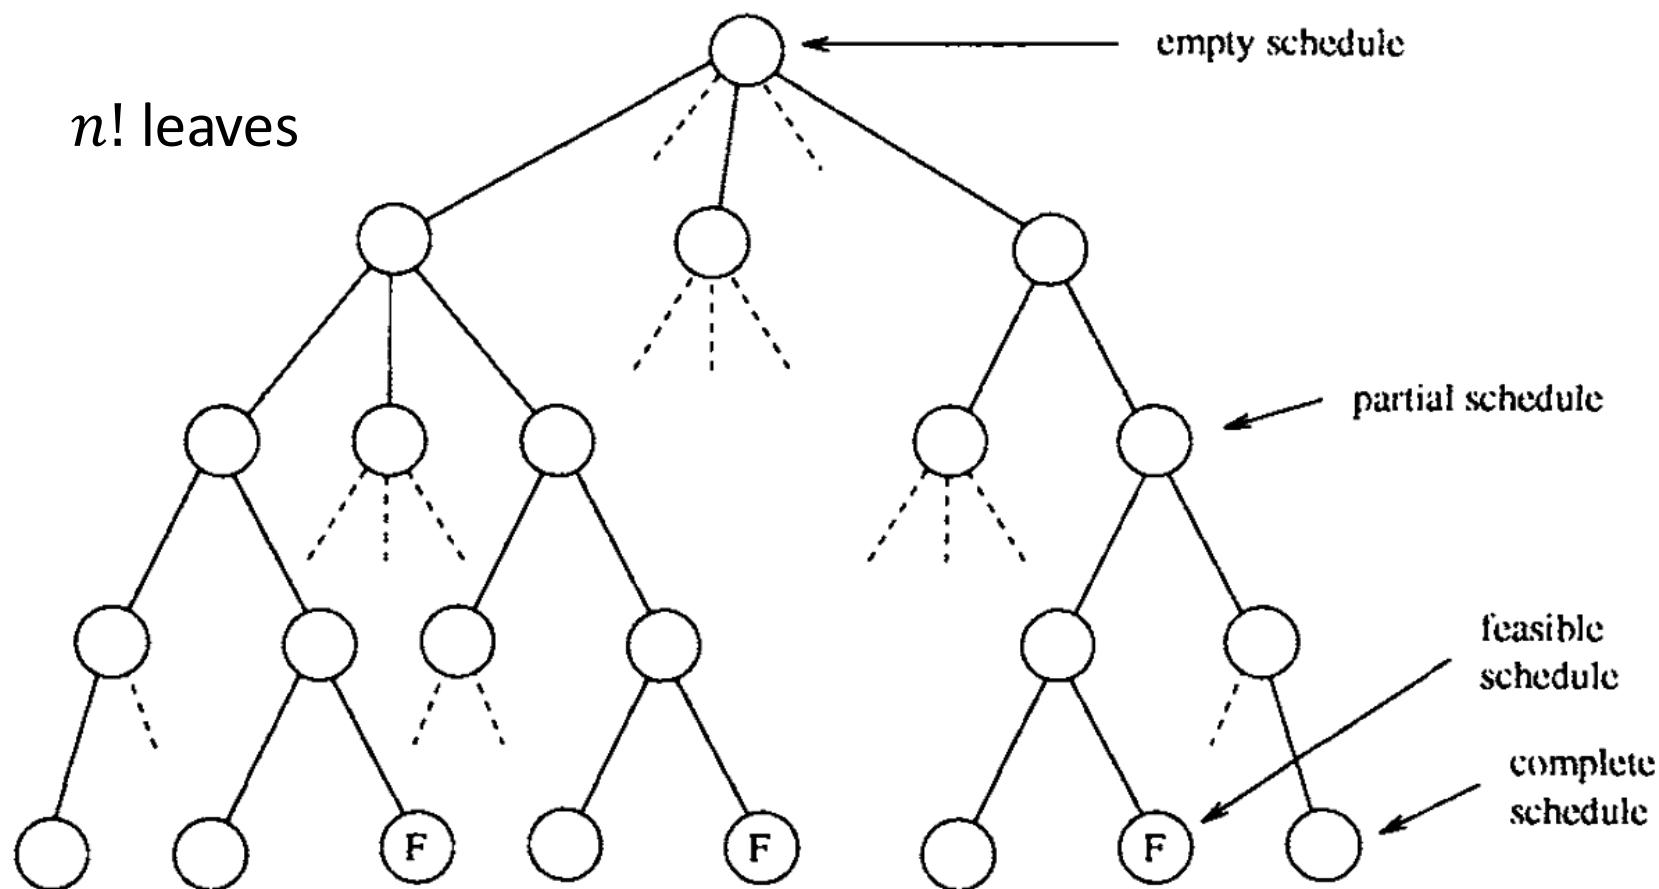 empty schedule
n! leaves
partial schedule
feasible
schedule
complete
schedule
F
F
F